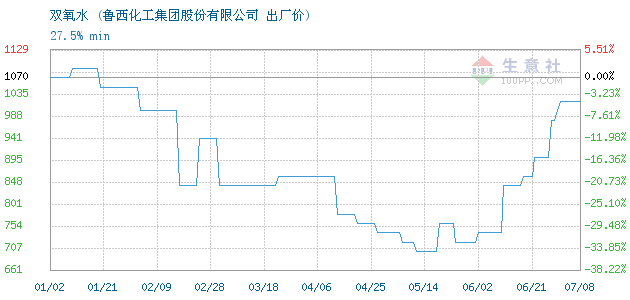 双氧水 (鲁西化工集团股份有限公司 出厂价)
27.5% min
1129 5.51%
1070 0.00%
1035 -3.23%
988 -7.61%
941 -11.98%
895 -16.36%
848 -20.73%
801 -25.10%
754 -29.48%
707 -33.85%
661 -38.22%
生意社
100PPI.COM
01/02 01/21 02/09 02/28 03/18 04/06 04/25 05/14 06/02 06/21 07/08